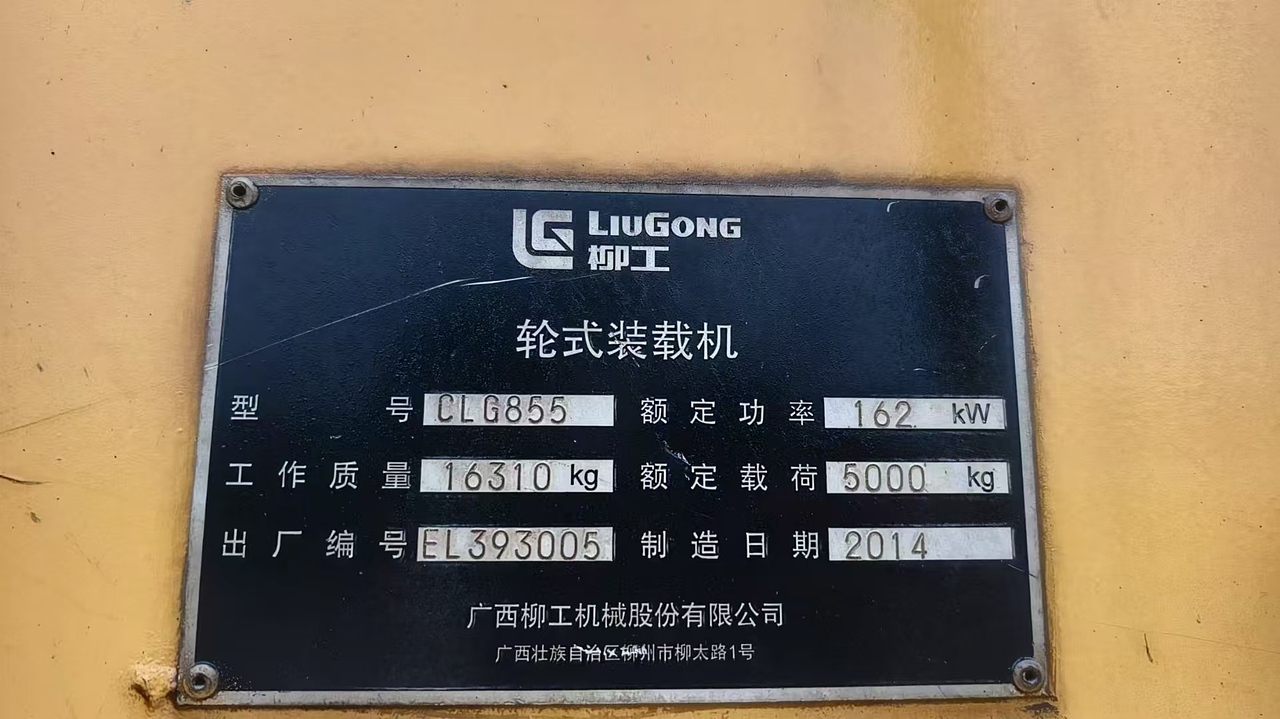 LG LIUGONG
柳工
轮式装载机
型号 CLG855 额定功率 162 kW
工作质量 16310 kg 额定载荷 5000 kg
出厂编号 EL393005 制造日期 2014
广西柳工机械股份有限公司
广西壮族自治区柳州市柳太路1号